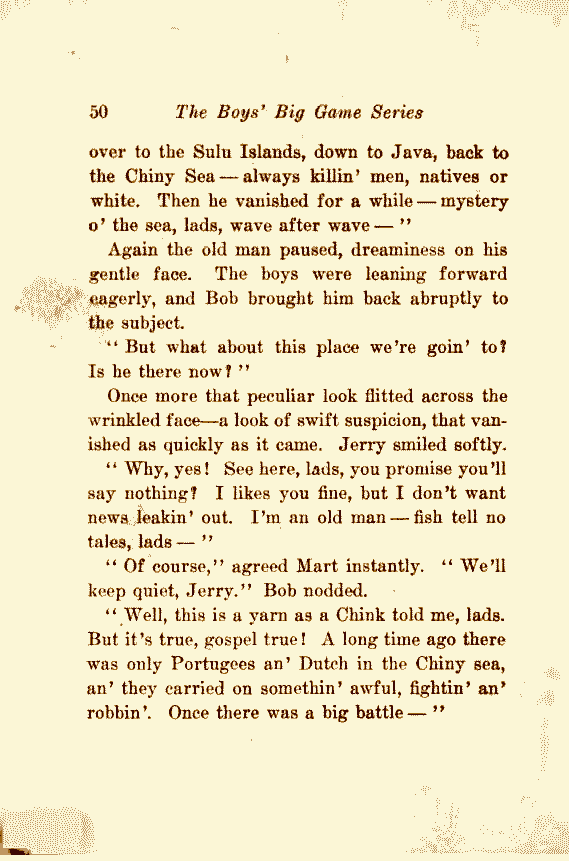 50 The Boys' Big Game Series
over to the Sulu Islands, down to Java, back to
the Chiny Sea — always killin' men, natives or
white. Then he vanished for a while — mystery
o' the sea, lads, wave after wave — "
Again the old man paused, dreaminess on his
gentle face. The boys were leaning forward
eagerly, and Bob brought him back abruptly to
the subject.
" But what about this place we're goin' to?
Is he there now? "
Once more that peculiar look flitted across the
wrinkled face—a look of swift suspicion, that van-
ished as quickly as it came. Jerry smiled softly.
" Why, yes! See here, lads, you promise you'll
say nothing? I likes you fine, but I don't want
news leakin' out. I'm an old man — fish tell no
tales, lads — "
" Of course," agreed Mart instantly. " We'll
keep quiet, Jerry." Bob nodded.
" Well, this is a yarn as a Chink told me, lads.
But it's true, gospel true! A long time ago there
was only Portugees an' Dutch in the Chiny sea,
an' they carried on somethin' awful, fightin' an'
robbin'. Once there was a big battle — "